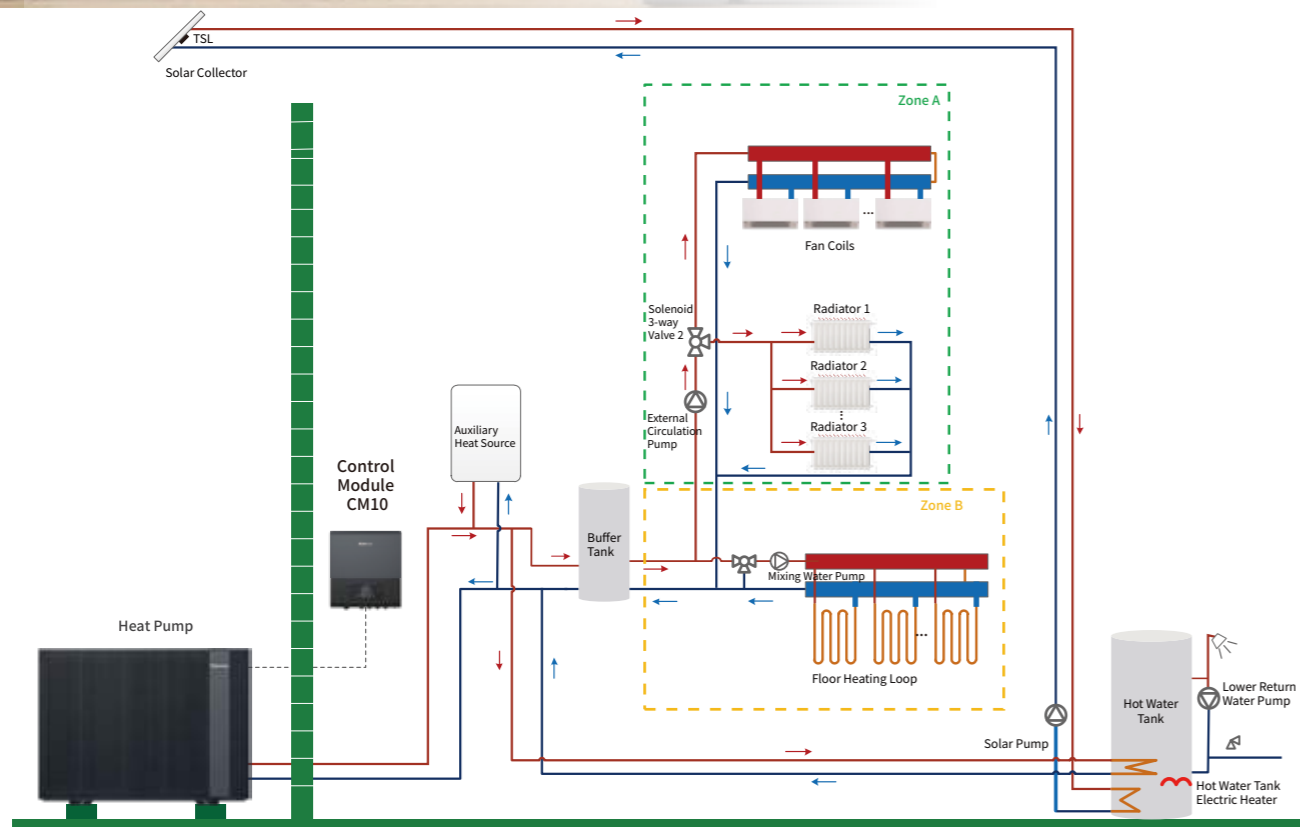 TSL
Solar Collector
Zone A
Fan Coils
Solenoid
3-way
Valve 2
Radiator 1
Radiator 2
Radiator 3
External
Circulation
Pump
Auxiliary
Heat Source
Control
Module
CM10
Buffer
Tank
Zone B
Mixing Water Pump
Floor Heating Loop
Heat Pump
Hot Water
Tank
Lower Return
Water Pump
Solar Pump
Hot Water Tank
Electric Heater